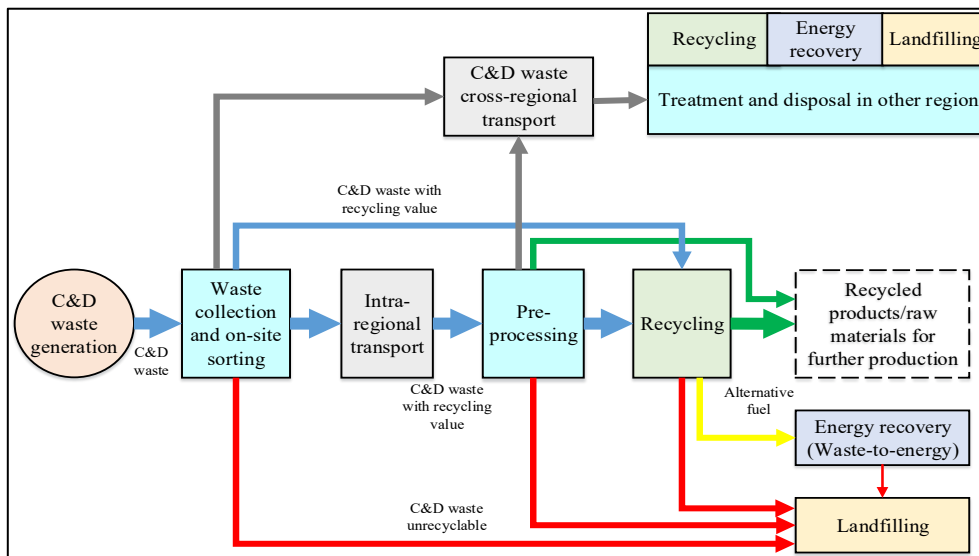 Recycling
Energy
recovery
Landfilling
C&D waste
cross-regional
transport
Treatment and disposal in other region
C&D waste with
recycling value
C&D
waste
generation
C&D
waste
Waste
collection
and on-site
sorting
Intra-
regional
transport
C&D waste
with recycling
value
Pre-
processing
Recycling
Recycled
products/raw
materials for
further production
Alternative
fuel
Energy recovery
(Waste-to-energy)
C&D waste
unrecyclable
Landfilling